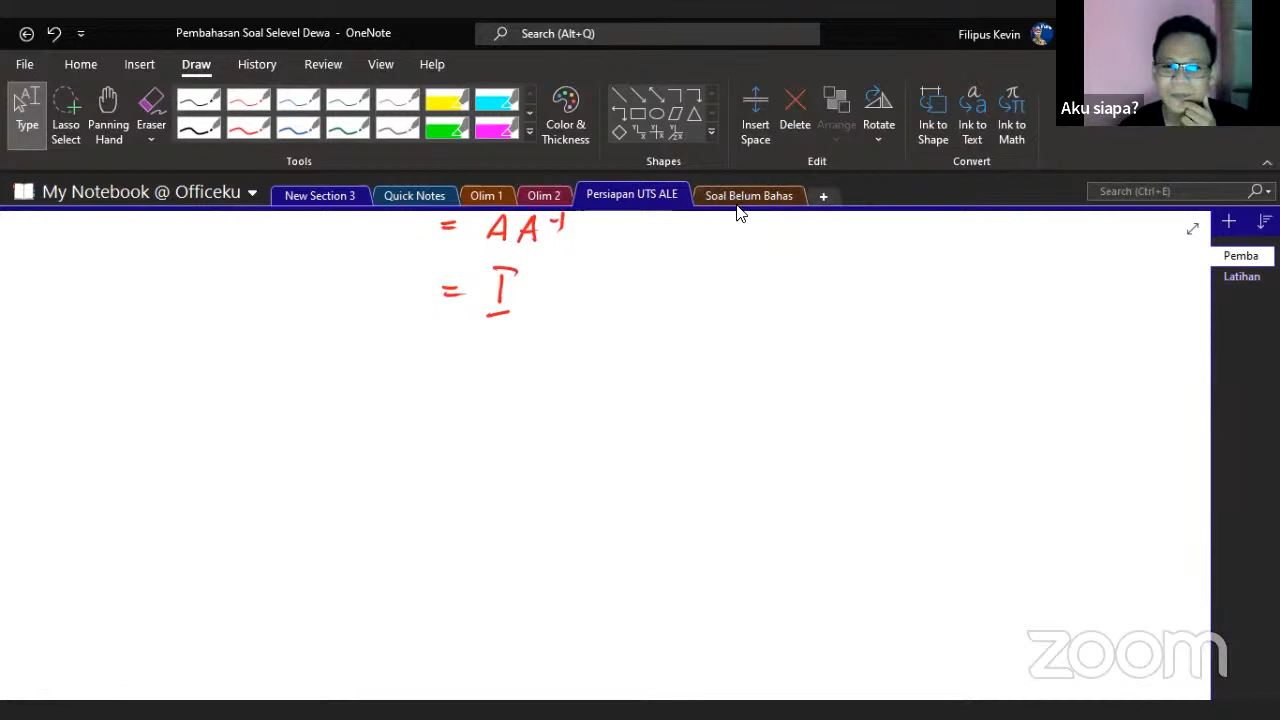 Pembahasan Soal Selevel Dewa - OneNote
Search (Alt+Q)
Filipus Kevin
Aku siapa?
File Home Insert Draw History Review View Help
Type
Lasso Select
Panning Hand
Eraser
Color & Thickness
Insert Space
Delete
Arrange
Rotate
Ink to Shape
Ink to Text
Ink to Math
Tools Shapes Edit Convert
My Notebook @ Officeku
New Section 3 Quick Notes Olim 1 Olim 2 Persiapan UTS ALE Soal Belum Bahas +
Search (Ctrl+E)
Pemba
Latihan
= A A⁻¹
= I
zoom